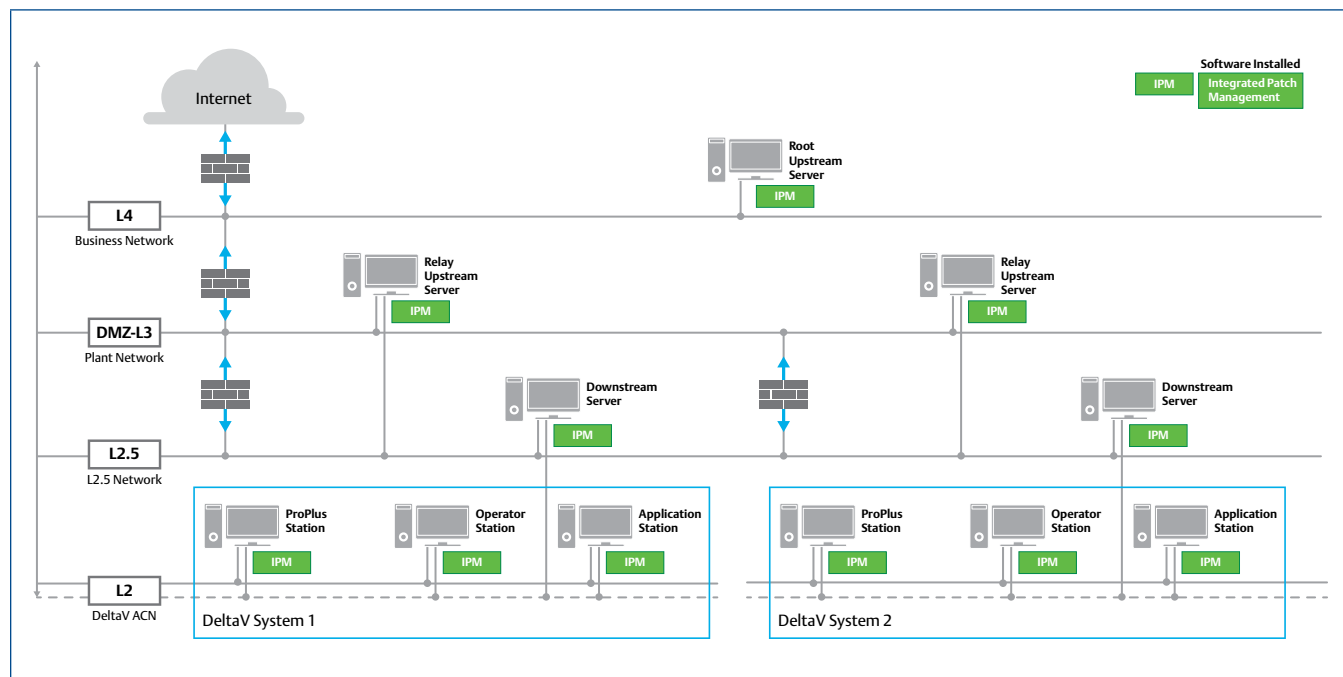 Software Installed
IPM
Integrated Patch
Management
Internet
Root
Upstream
Server
IPM
L4
Business Network
Relay
Upstream
Server
IPM
Relay
Upstream
Server
IPM
DMZ-L3
Plant Network
Downstream
Server
IPM
Downstream
Server
IPM
L2.5
L2.5 Network
ProPlus
Station
IPM
Operator
Station
IPM
Application
Station
IPM
ProPlus
Station
IPM
Operator
Station
IPM
Application
Station
IPM
L2
DeltaV ACN
DeltaV System 1
DeltaV System 2